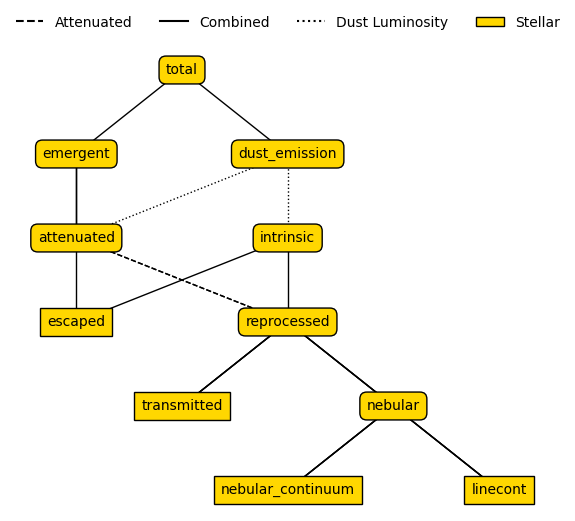 Attenuated Combined Dust Luminosity Stellar
total
emergent dust_emission
attenuated intrinsic
escaped reprocessed
transmitted nebular
nebular_continuum linecont